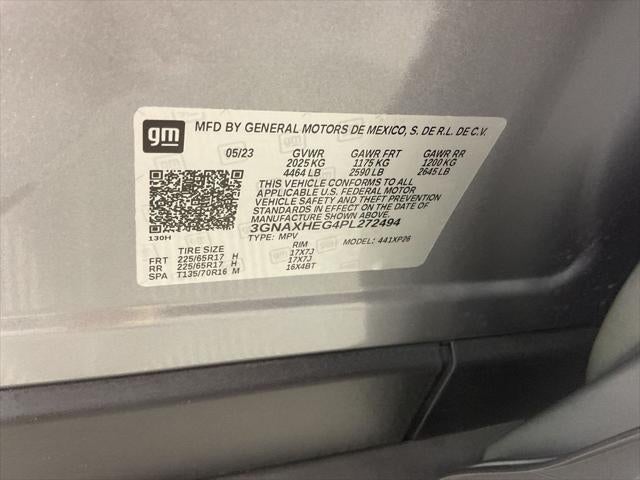 gm
MFD BY GENERAL MOTORS DE MEXICO, S. DE R.L. DE C.V.
05/23 GVWR GAWR FRT GAWR RR
2025 KG 1175 KG 1200 KG
4464 LB 2590 LB 2645 LB
THIS VEHICLE CONFORMS TO ALL
APPLICABLE U.S. FEDERAL MOTOR
VEHICLE SAFETY AND THEFT PREVENTION
STANDARDS IN EFFECT ON THE DATE OF
MANUFACTURE SHOWN ABOVE.
3GNAXHEG4PL272494
130H TYPE: MPV MODEL: 441XP26
TIRE SIZE RIM
FRT 225/65R17 H 17X7J
RR 225/65R17 H 17X7J
SPA T135/70R16 M 16X4BT